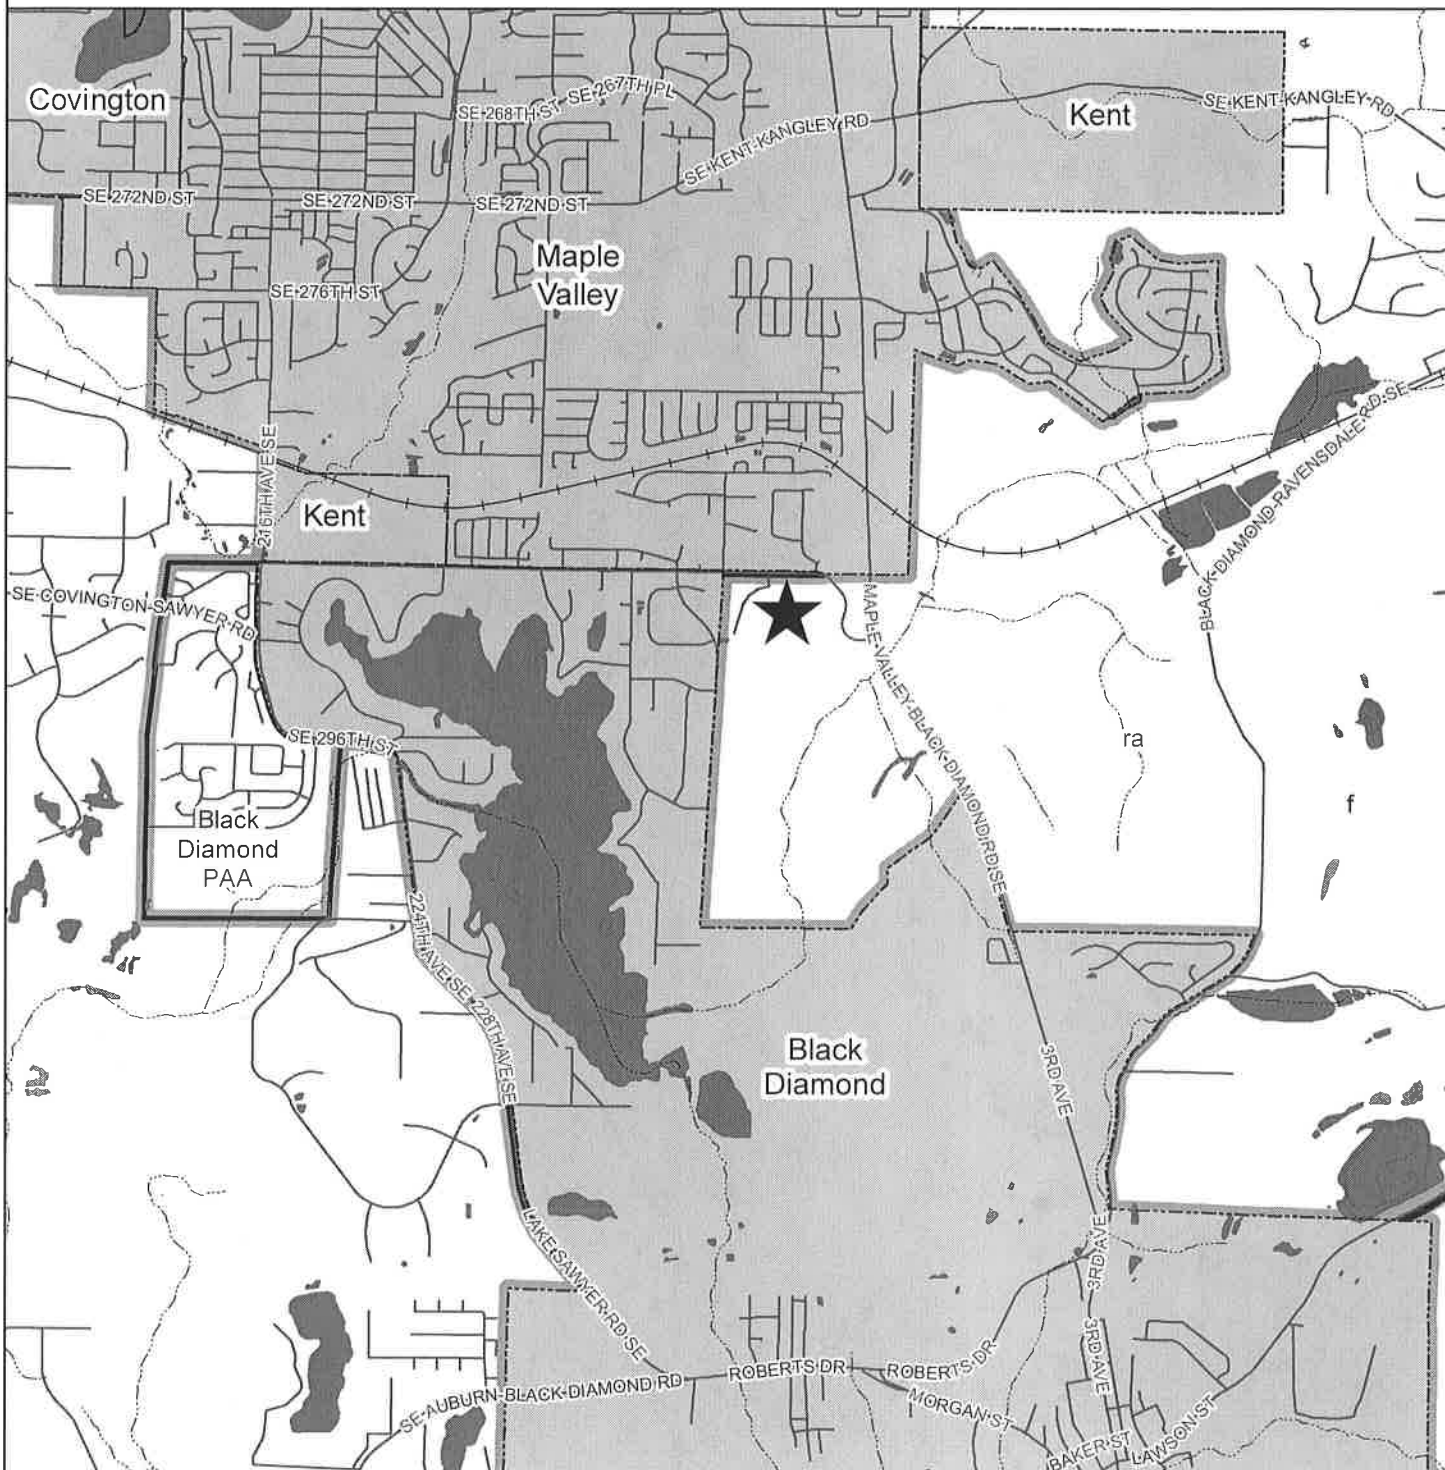 Covington
SE 268TH ST
SE 267TH PL
SE KENT-KANGLEY RD
Kent
SE KENT-KANGLEY RD
SE 272ND ST
SE 272ND ST
SE 272ND ST
Maple
Valley
SE 276TH ST
216TH AVE SE
Kent
BLACK-DIAMOND-RAVENSDALE-RD-SE
SE-COVINGTON-SAWYER-RD
MAPLE-VALLEY-BLACK-DIAMOND-RD-SE
SE 296TH ST
ra
f
Black
Diamond
PAA
224TH-AVE-SE
228TH-AVE-SE
Black
Diamond
3RD AVE
LAKE-SAWYER-RD-SE
3RD AVE
3RD AVE
SE-AUBURN-BLACK-DIAMOND RD
ROBERTS DR
ROBERTS-DR
MORGAN-ST
BAKER ST
LAWSON ST